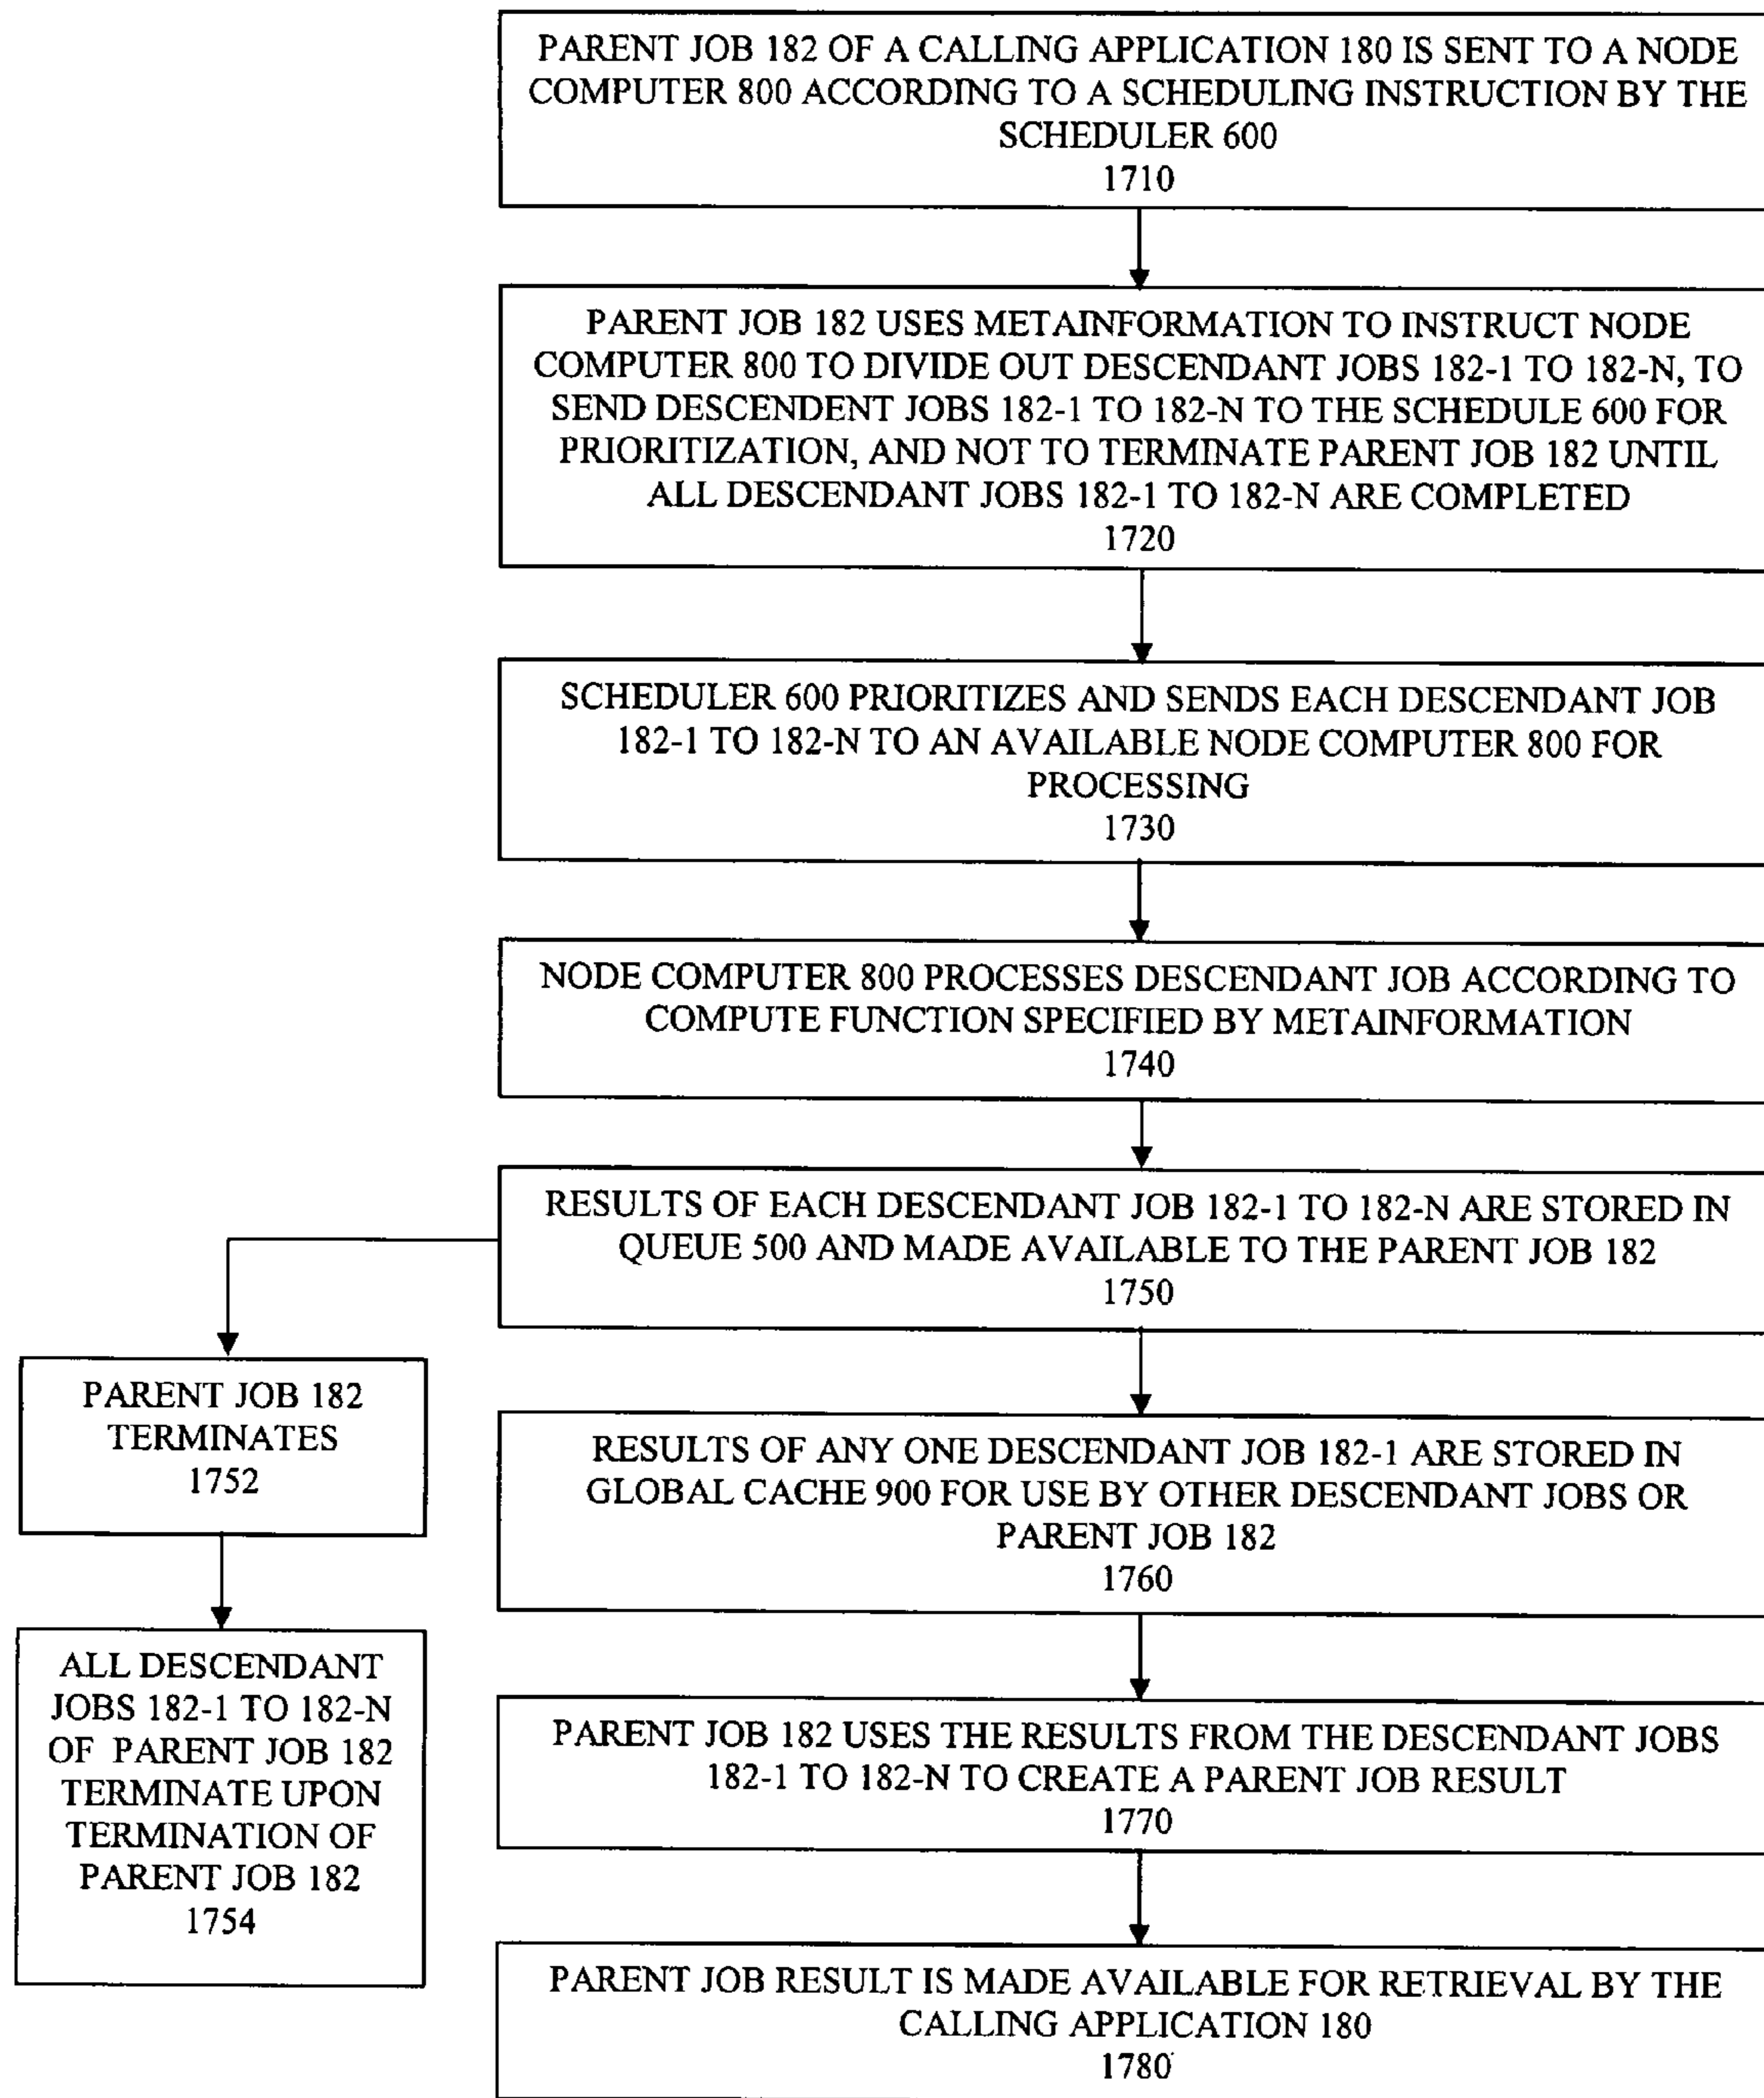 PARENT JOB 182 OF A CALLING APPLICATION 180 IS SENT TO A NODE
COMPUTER 800 ACCORDING TO A SCHEDULING INSTRUCTION BY THE
SCHEDULER 600
1710
PARENT JOB 182 USES METAINFORMATION TO INSTRUCT NODE
COMPUTER 800 TO DIVIDE OUT DESCENDANT JOBS 182-1 TO 182-N, TO
SEND DESCENDENT JOBS 182-1 TO 182-N TO THE SCHEDULE 600 FOR
PRIORITIZATION, AND NOT TO TERMINATE PARENT JOB 182 UNTIL
ALL DESCENDANT JOBS 182-1 TO 182-N ARE COMPLETED
1720
SCHEDULER 600 PRIORITIZES AND SENDS EACH DESCENDANT JOB
182-1 TO 182-N TO AN AVAILABLE NODE COMPUTER 800 FOR
PROCESSING
1730
NODE COMPUTER 800 PROCESSES DESCENDANT JOB ACCORDING TO
COMPUTE FUNCTION SPECIFIED BY METAINFORMATION
1740
RESULTS OF EACH DESCENDANT JOB 182-1 TO 182-N ARE STORED IN
QUEUE 500 AND MADE AVAILABLE TO THE PARENT JOB 182
1750
PARENT JOB 182
TERMINATES
1752
ALL DESCENDANT
JOBS 182-1 TO 182-N
OF PARENT JOB 182
TERMINATE UPON
TERMINATION OF
PARENT JOB 182
1754
RESULTS OF ANY ONE DESCENDANT JOB 182-1 ARE STORED IN
GLOBAL CACHE 900 FOR USE BY OTHER DESCENDANT JOBS OR
PARENT JOB 182
1760
PARENT JOB 182 USES THE RESULTS FROM THE DESCENDANT JOBS
182-1 TO 182-N TO CREATE A PARENT JOB RESULT
1770
PARENT JOB RESULT IS MADE AVAILABLE FOR RETRIEVAL BY THE
CALLING APPLICATION 180
1780